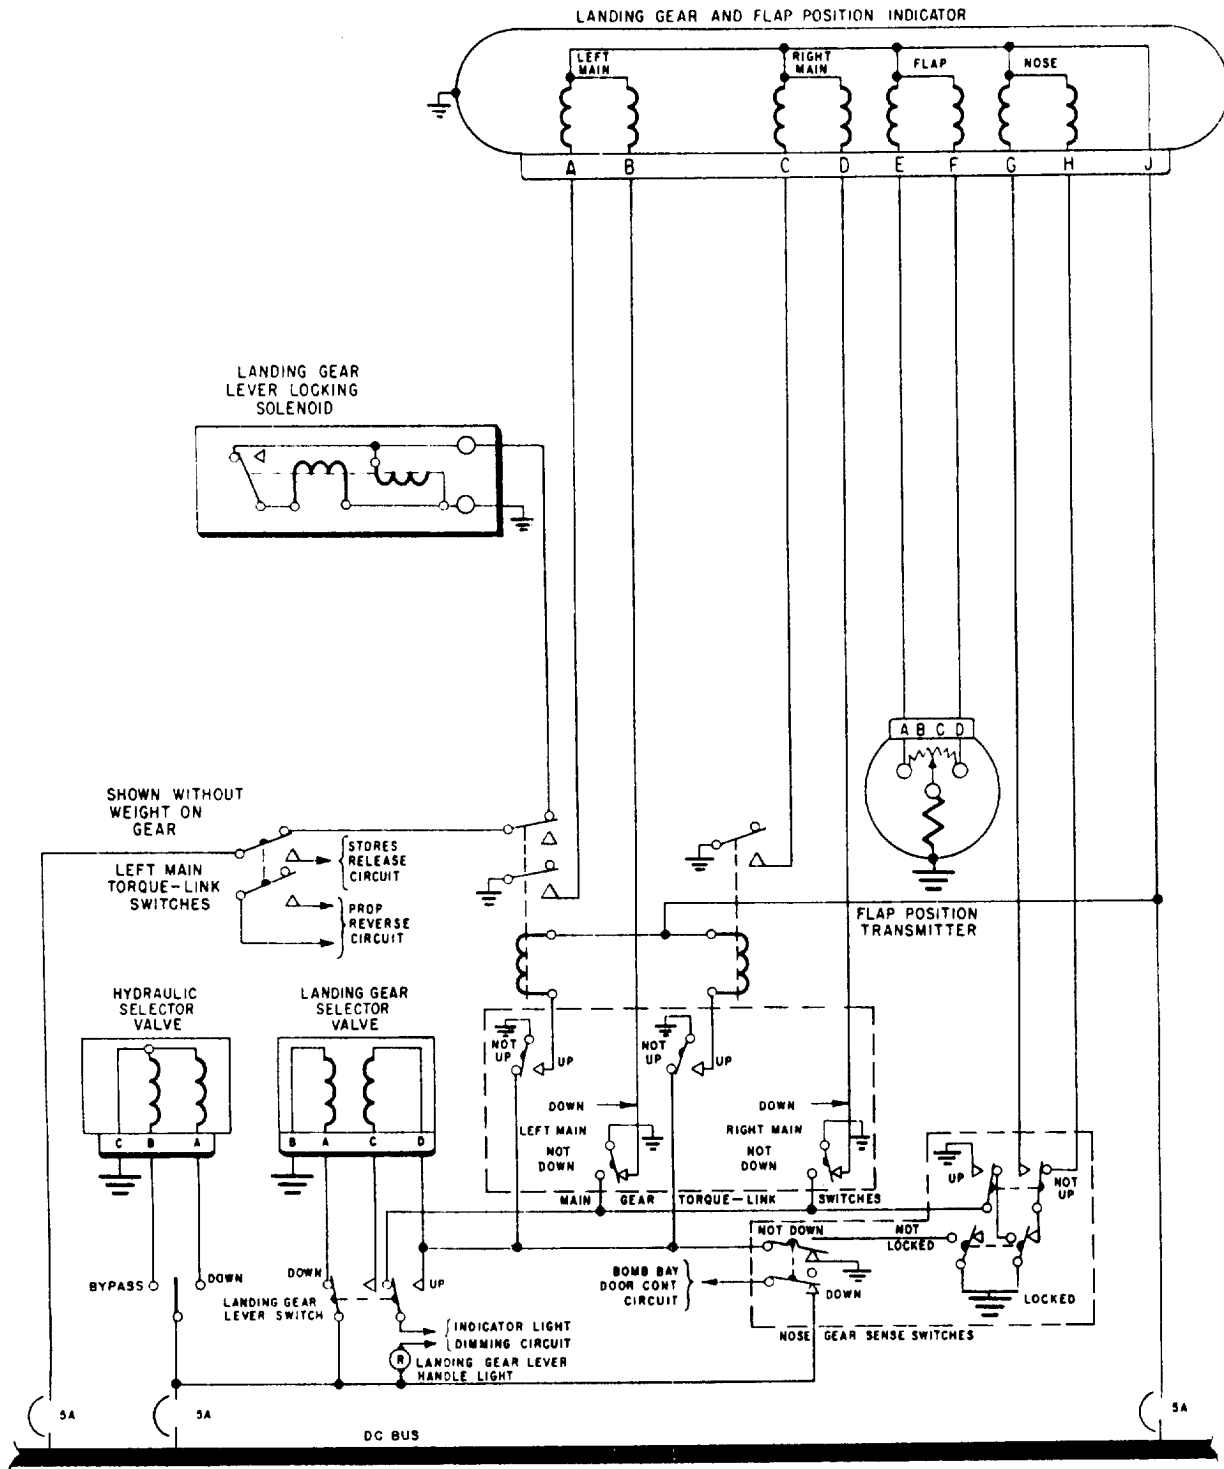 LANDING GEAR AND FLAP POSITION INDICATOR
LEFT
MAIN
RIGHT
MAIN
FLAP
NOSE
A B C D E F G H J
LANDING GEAR
LEVER LOCKING
SOLENOID
A B C D
FLAP POSITION
TRANSMITTER
SHOWN WITHOUT
WEIGHT ON
GEAR
LEFT MAIN
TORQUE-LINK
SWITCHES
STORES
RELEASE
CIRCUIT
PROP
REVERSE
CIRCUIT
HYDRAULIC
SELECTOR
VALVE
C B A
LANDING GEAR
SELECTOR
VALVE
B A C D
NOT
UP
UP
NOT
UP
UP
DOWN
LEFT MAIN
NOT
DOWN
DOWN
RIGHT MAIN
NOT
DOWN
MAIN GEAR TORQUE-LINK SWITCHES
UP
NOT
UP
NOT DOWN
NOT
LOCKED
LOCKED
DOWN
NOSE GEAR SENSE SWITCHES
BOMB BAY
DOOR CONT
CIRCUIT
BYPASS
DOWN
DOWN
UP
LANDING GEAR
LEVER SWITCH
INDICATOR LIGHT
DIMMING CIRCUIT
R
LANDING GEAR LEVER
HANDLE LIGHT
5A
5A
5A
DC BUS